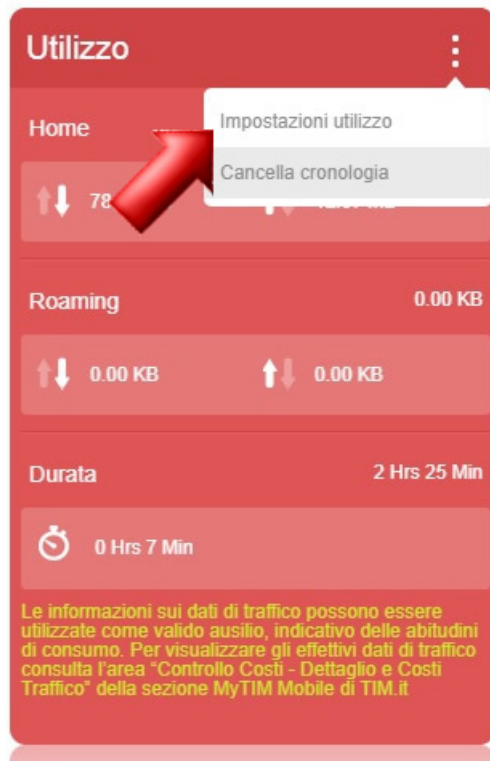 Utilizzo
Impostazioni utilizzo
Home
Cancella cronologia
78
Roaming 0.00 KB
0.00 KB 0.00 KB
Durata 2 Hrs 25 Min
0 Hrs 7 Min
Le informazioni sui dati di traffico possono essere
utilizzate come valido ausilio, indicativo delle abitudini
di consumo. Per visualizzare gli effettivi dati di traffico
consulta l'area “Controllo Costi - Dettaglio e Costi
Traffico” della sezione MyTIM Mobile di TIM.it